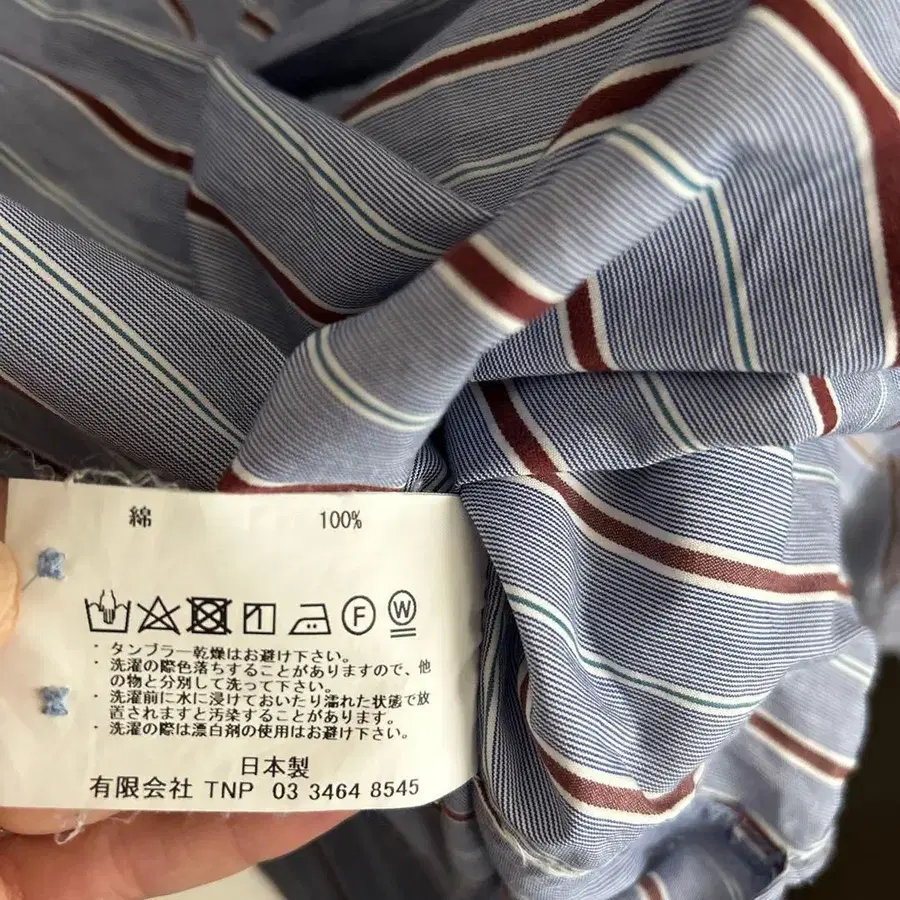 綿 100%
F W
・タンブラー乾燥はお避け下さい。
・洗濯の際色落ちすることがありますので、他
の物と分別して洗って下さい。
・洗濯前に水に浸けておいたり濡れた状態で放
置されますと汚染することがあります。
・洗濯の際は漂白剤の使用はお避け下さい。
日本製
有限会社 TNP 03 3464 8545